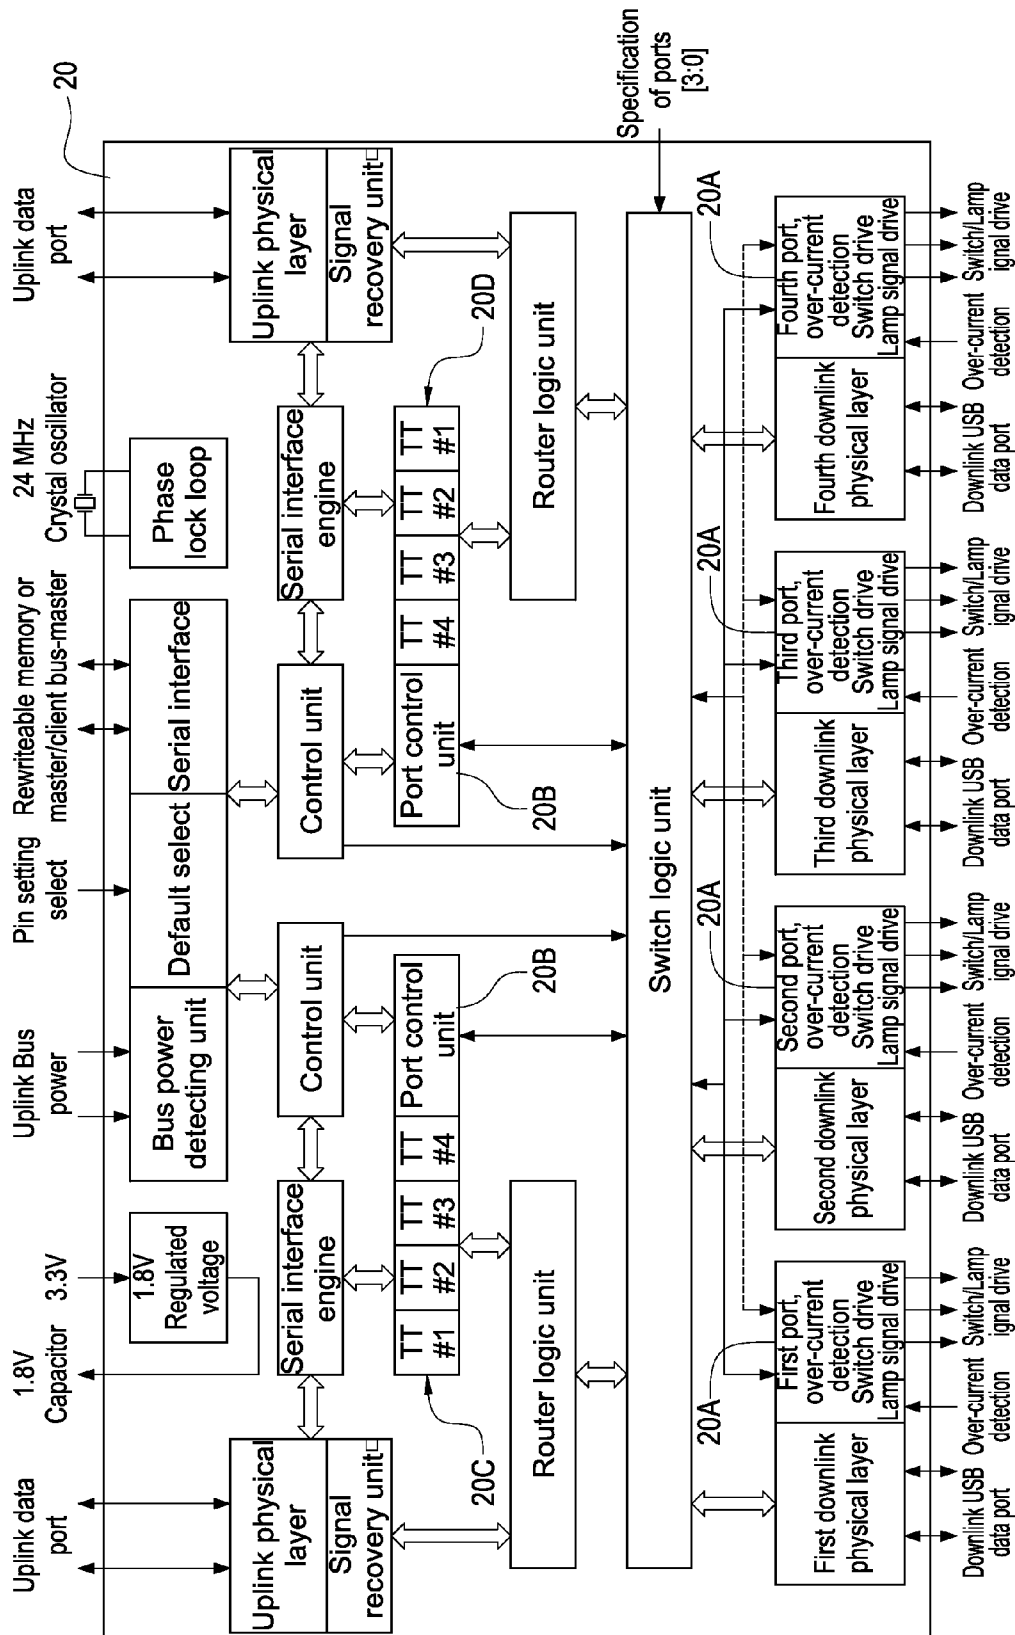 Uplink data
port
1.8V
Capacitor
3.3V
Uplink Bus
power
Pin setting
select
Rewriteable memory or
master/client bus-master
24 MHz
Crystal oscillator
Uplink data
port
20
1.8V
Regulated
voltage
Bus power
detecting unit
Default select
Serial interface
Phase
lock loop
Uplink physical
layer
Signal
recovery unit
Serial interface
engine
Control unit
Control unit
Serial interface
engine
Uplink physical
layer
Signal
recovery unit
TT
#1
TT
#2
TT
#3
TT
#4
Port control
unit
Port control
unit
TT
#4
TT
#3
TT
#2
TT
#1
20C
20B
20B
20D
Router logic unit
Router logic unit
Switch logic unit
Specification
of ports
[3:0]
20A
20A
20A
20A
First downlink
physical layer
First port,
over-current
detection
Switch drive
Lamp signal drive
Second downlink
physical layer
Second port,
over-current
detection
Switch drive
Lamp signal drive
Third downlink
physical layer
Third port,
over-current
detection
Switch drive
Lamp signal drive
Fourth downlink
physical layer
Fourth port,
over-current
detection
Switch drive
Lamp signal drive
Downlink USB
data port
Over-current
detection
Switch/Lamp
ignal drive
Downlink USB
data port
Over-current
detection
Switch/Lamp
ignal drive
Downlink USB
data port
Over-current
detection
Switch/Lamp
ignal drive
Downlink USB
data port
Over-current
detection
Switch/Lamp
ignal drive